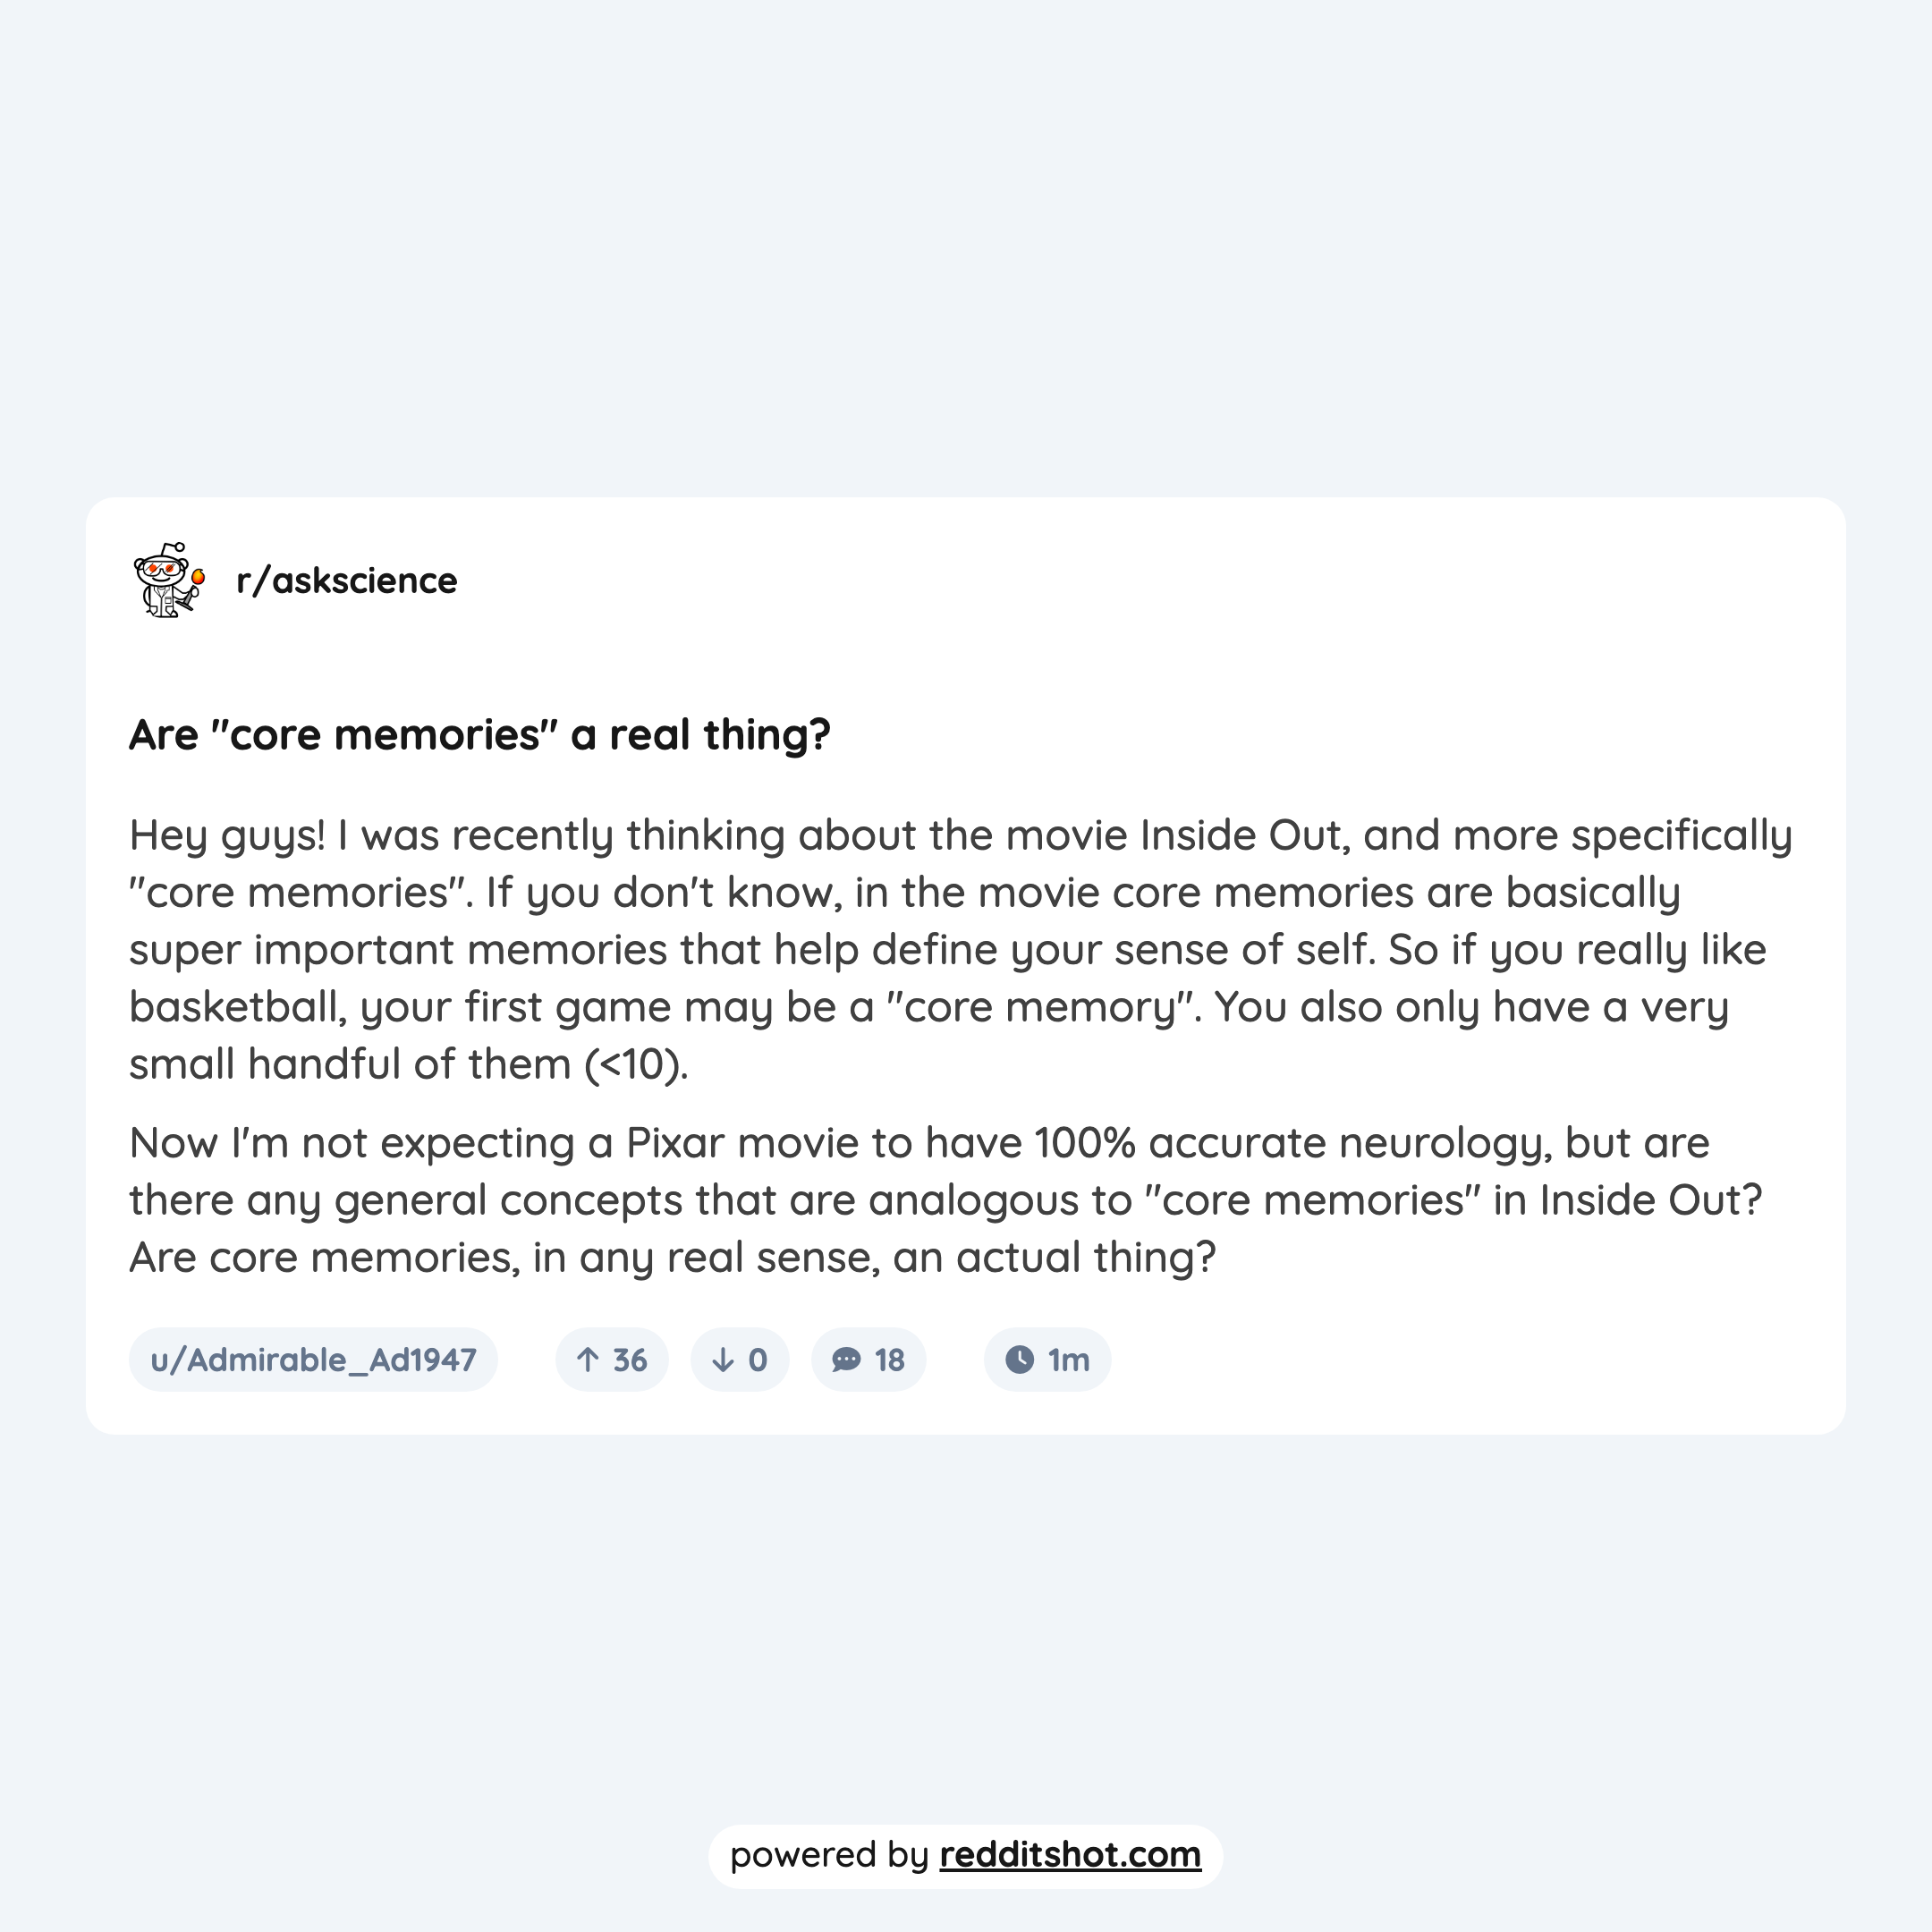 r/askscience
Are "core memories" a real thing?
Hey guys! I was recently thinking about the movie Inside Out, and more specifically
"core memories". If you don't know, in the movie core memories are basically
super important memories that help define your sense of self. So if you really like
basketball, your first game may be a "core memory". You also only have a very
small handful of them (<10).
Now I'm not expecting a Pixar movie to have 100% accurate neurology, but are
there any general concepts that are analogous to "core memories" in Inside Out?
Are core memories, in any real sense, an actual thing?
u/Admirable_Ad1947 36 0 18 1m
powered by redditshot.com